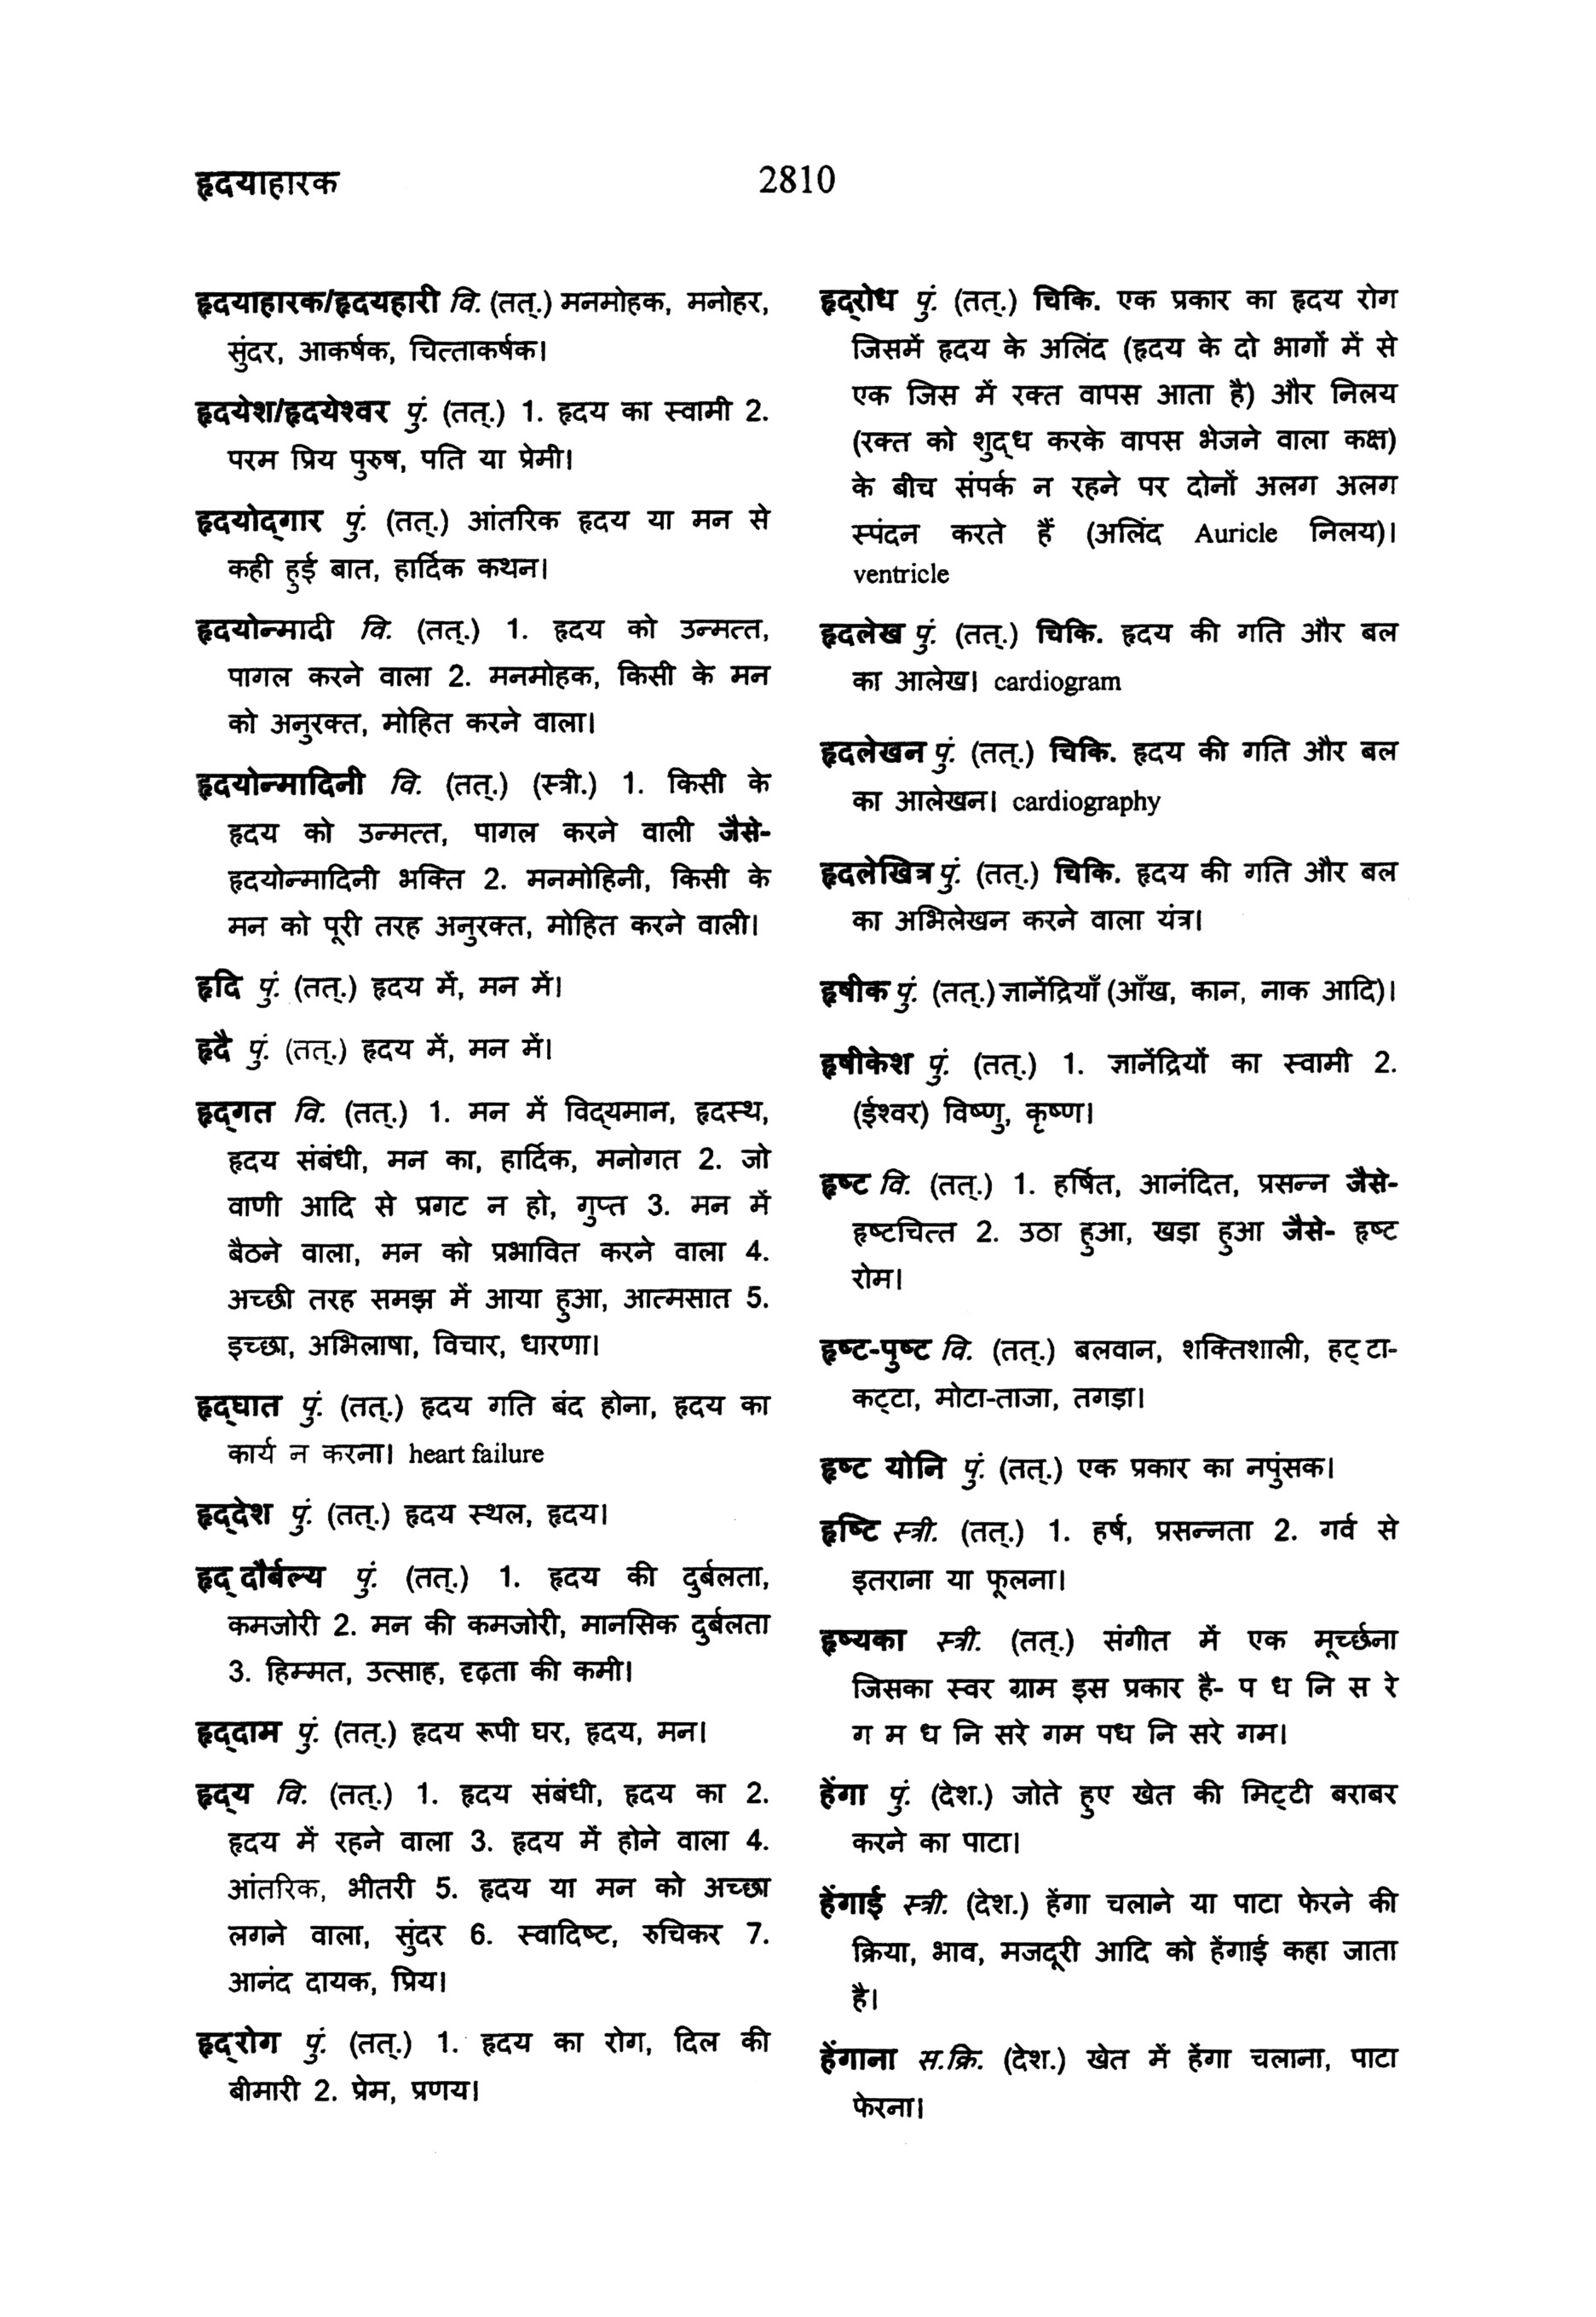 हृदयाहारक
2810
हृदयाहारक/हृदयहारी वि. (तत्.) मनमोहक, मनोहर,
सुंदर, आकर्षक, चित्ताकर्षक।
हृदयेश/हृदयेश्वर पुं. (तत्.) 1. हृदय का स्वामी 2.
परम प्रिय पुरुष, पति या प्रेमी।
हृदयोद्‌गार पुं. (तत्.) आंतरिक हृदय या मन से
कही हुई बात, हार्दिक कथन।
हृदयोन्मादी वि. (तत्.) 1. हृदय को उन्मत्त,
पागल करने वाला 2. मनमोहक, किसी के मन
को अनुरक्त, मोहित करने वाला।
हृदयोन्मादिनी वि. (तत्.) (स्त्री.) 1. किसी के
हृदय को उन्मत्त, पागल करने वाली जैसे-
हृदयोन्मादिनी भक्ति 2. मनमोहिनी, किसी के
मन को पूरी तरह अनुरक्त, मोहित करने वाली।
हृदि पुं. (तत्.) हृदय में, मन में।
हृदै पुं. (तत्.) हृदय में, मन में।
हृद्‌गत वि. (तत्.) 1. मन में विद्‌यमान, हृदस्थ,
हृदय संबंधी, मन का, हार्दिक, मनोगत 2. जो
वाणी आदि से प्रगट न हो, गुप्त 3. मन में
बैठने वाला, मन को प्रभावित करने वाला 4.
अच्छी तरह समझ में आया हुआ, आत्मसात 5.
इच्छा, अभिलाषा, विचार, धारणा।
हृद्‌घात पुं. (तत्.) हृदय गति बंद होना, हृदय का
कार्य न करना। heart failure
हृद्‌देश पुं. (तत्.) हृदय स्थल, हृदय।
हृद् दौर्बल्य पुं. (तत्.) 1. हृदय की दुर्बलता,
कमजोरी 2. मन की कमजोरी, मानसिक दुर्बलता
3. हिम्मत, उत्साह, दृढ़ता की कमी।
हृद्‌दाम पुं. (तत्.) हृदय रूपी घर, हृदय, मन।
हृद्‌य वि. (तत्.) 1. हृदय संबंधी, हृदय का 2.
हृदय में रहने वाला 3. हृदय में होने वाला 4.
आंतरिक, भीतरी 5. हृदय या मन को अच्छा
लगने वाला, सुंदर 6. स्वादिष्ट, रुचिकर 7.
आनंद दायक, प्रिय।
हृद्‌रोग पुं. (तत्.) 1. हृदय का रोग, दिल की
बीमारी 2. प्रेम, प्रणय।
हृद्‌रोध पुं. (तत्.) चिकि. एक प्रकार का हृदय रोग
जिसमें हृदय के अलिंद (हृदय के दो भागों में से
एक जिस में रक्त वापस आता है) और निलय
(रक्त को शुद्‌ध करके वापस भेजने वाला कक्ष)
के बीच संपर्क न रहने पर दोनों अलग अलग
स्पंदन करते हैं (अलिंद Auricle निलय)।
ventricle
हृदलेख पुं. (तत्.) चिकि. हृदय की गति और बल
का आलेख। cardiogram
हृदलेखन पुं. (तत्.) चिकि. हृदय की गति और बल
का आलेखन। cardiography
हृदलेखित्र पुं. (तत्.) चिकि. हृदय की गति और बल
का अभिलेखन करने वाला यंत्र।
हृषीक पुं. (तत्.) ज्ञानेंद्रियाँ (आँख, कान, नाक आदि)।
हृषीकेश पुं. (तत्.) 1. ज्ञानेंद्रियों का स्वामी 2.
(ईश्वर) विष्णु, कृष्ण।
हृष्ट वि. (तत्.) 1. हर्षित, आनंदित, प्रसन्न जैसे-
हृष्टचित्त 2. उठा हुआ, खड़ा हुआ जैसे- हृष्ट
रोम।
हृष्ट-पुष्ट वि. (तत्.) बलवान, शक्तिशाली, हट्‌टा-
कट्‌टा, मोटा-ताजा, तगड़ा।
हृष्ट योनि पुं. (तत्.) एक प्रकार का नपुंसक।
हृष्टि स्त्री. (तत्.) 1. हर्ष, प्रसन्नता 2. गर्व से
इतराना या फूलना।
हृष्यका स्त्री. (तत्.) संगीत में एक मूर्च्छना
जिसका स्वर ग्राम इस प्रकार है- प ध नि स रे
ग म ध नि सरे गम पध नि सरे गम।
हेंगा पुं. (देश.) जोते हुए खेत की मिट्‌टी बराबर
करने का पाटा।
हेंगाई स्त्री. (देश.) हेंगा चलाने या पाटा फेरने की
क्रिया, भाव, मजदूरी आदि को हेंगाई कहा जाता
है।
हेंगाना स.क्रि. (देश.) खेत में हेंगा चलाना, पाटा
फेरना।